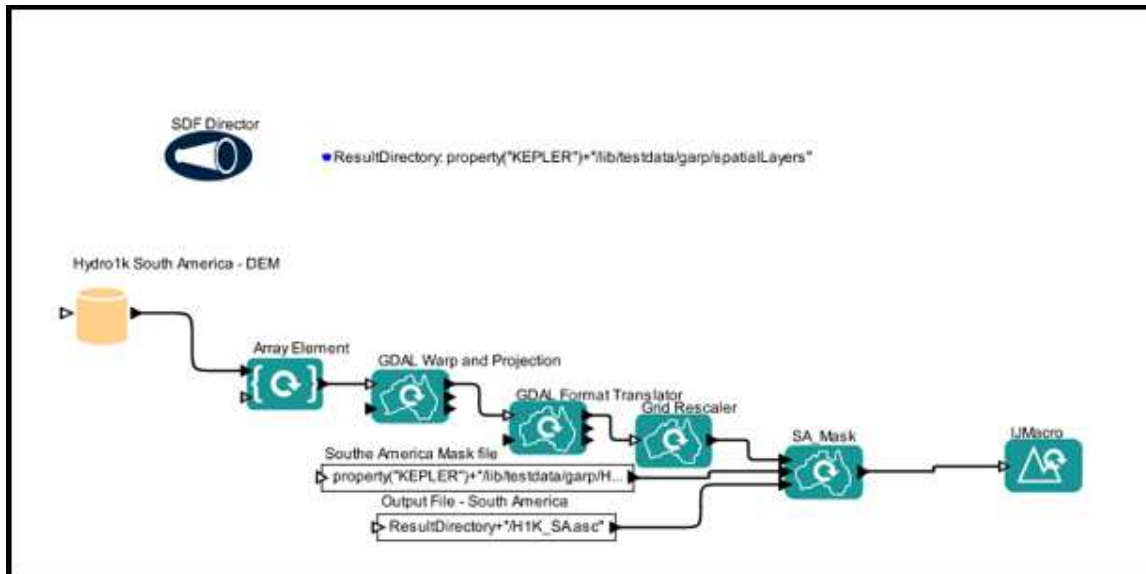 SDF Director
ResultDirectory: property("KEPLER")+"/lib/testdata/garp/spatialLayers"
Hydro1k South America - DEM
Array Element
GDAL Warp and Projection
GDAL Format Translator
Grid Rescaler
SA_Mask
IJMacro
Southe America Mask file
property("KEPLER")+"/lib/testdata/garp/H...
Output File - South America
ResultDirectory+"/H1K_SA.asc"